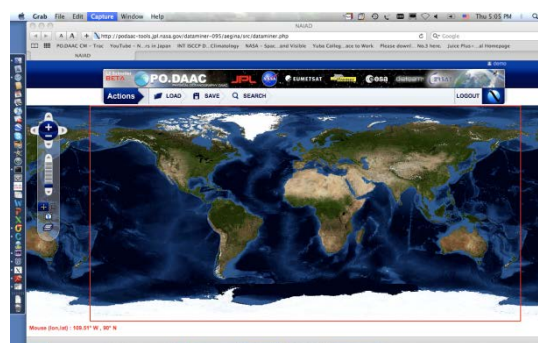 Grab File Edit Capture Window Help
Thu 5:05 PM
NAIAD
http://podaac-tools.jpl.nasa.gov/dataminer-095/aegina/src/dataminer.php
Google
PO.DAAC CM - Trac YouTube - N...rs in Japan INT ISCCP D...Climatology NASA - Spac...and Visible Yuba Colleg...ace to Work Please downl... No.3 here. Juice Plus+...al Homepage
NAIAD
demo
BETA PO.DAAC JPL EUMETSAT esa
Actions LOAD SAVE SEARCH LOGOUT
Mouse (lon,lat) : 109.01° W , 90° N